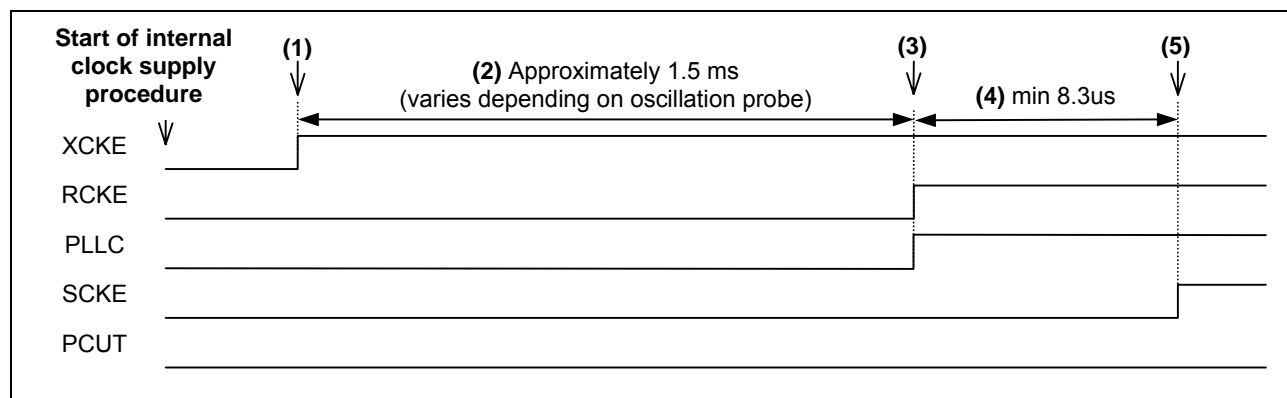 Start of internal
clock supply
procedure
(1)
(2) Approximately 1.5 ms
(varies depending on oscillation probe)
(3)
(4) min 8.3us
(5)
XCKE
RCKE
PLLC
SCKE
PCUT